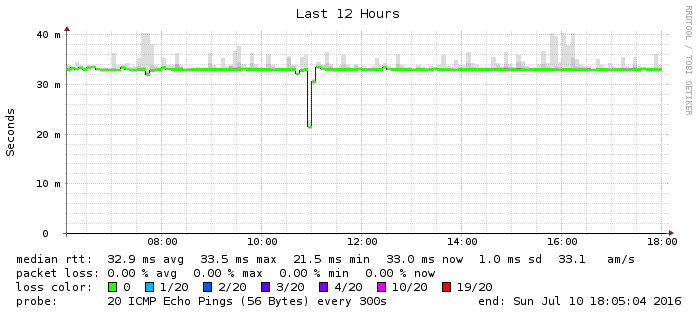 Last 12 Hours
RRDTOOL / TOBI OETIKER
Seconds
40 m
30 m
20 m
10 m
0
08:00 10:00 12:00 14:00 16:00 18:00
median rtt: 32.9 ms avg 33.5 ms max 21.5 ms min 33.0 ms now 1.0 ms sd 33.1 am/s
packet loss: 0.00 % avg 0.00 % max 0.00 % min 0.00 % now
loss color: 0 1/20 2/20 3/20 4/20 10/20 19/20
probe: 20 ICMP Echo Pings (56 Bytes) every 300s end: Sun Jul 10 18:05:04 2016